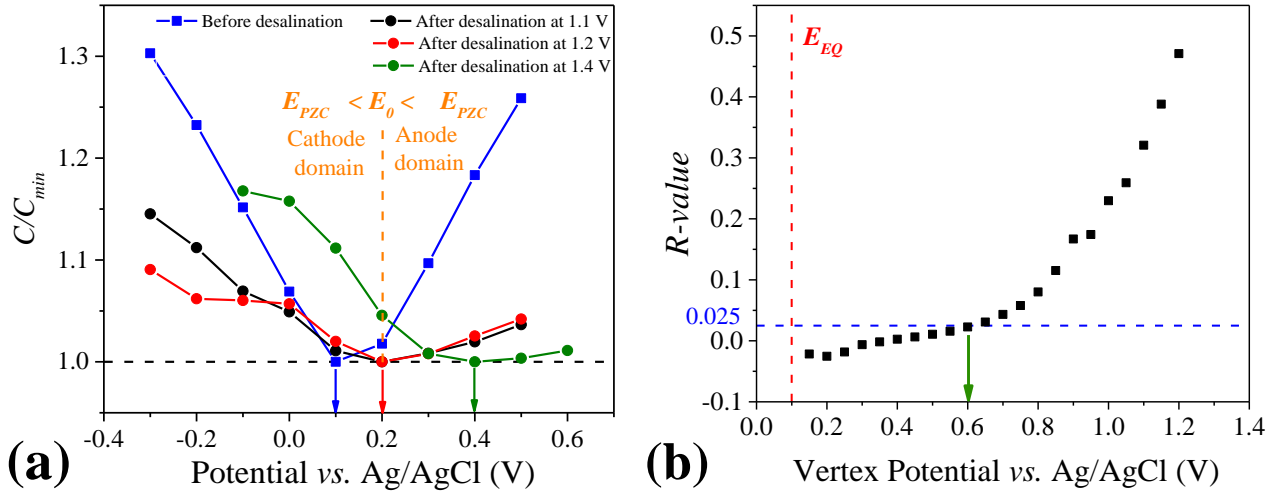 Before desalination
After desalination at 1.1 V
After desalination at 1.2 V
After desalination at 1.4 V
E_PZC < E_0 < E_PZC
Cathode domain
Anode domain
C/C_min
1.3
1.2
1.1
1.0
-0.4 -0.2 0.0 0.2 0.4 0.6
Potential vs. Ag/AgCl (V)
(a)
E_EQ
R-value
0.5
0.4
0.3
0.2
0.1
0.025
0.0
-0.1
0.0 0.2 0.4 0.6 0.8 1.0 1.2 1.4
Vertex Potential vs. Ag/AgCl (V)
(b)